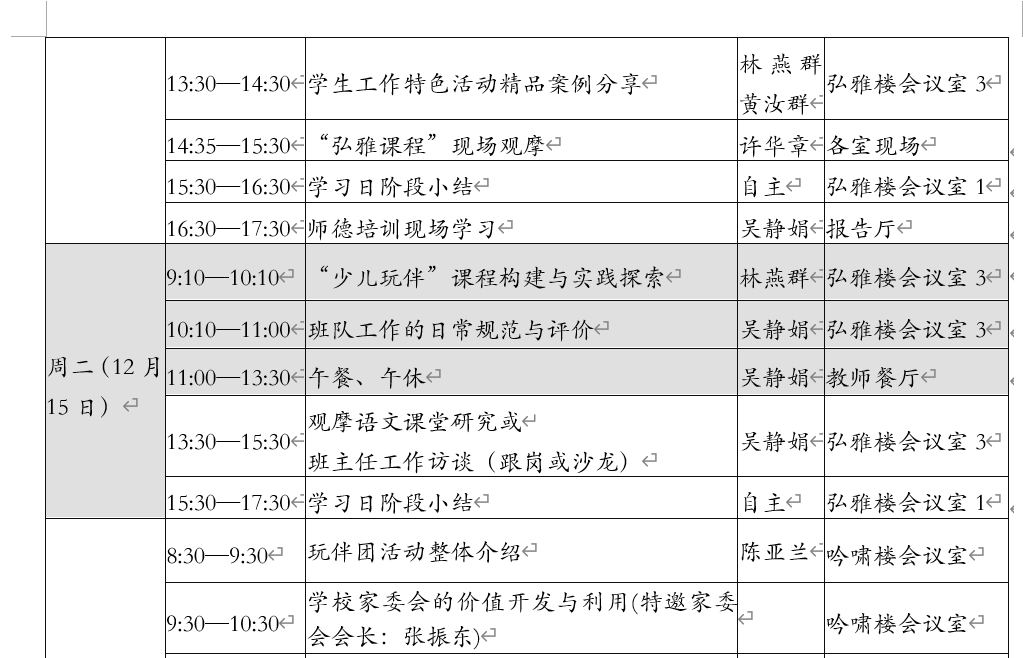 13:30—14:30 学生工作特色活动精品案例分享 林燕群 弘雅楼会议室 3
黄汝群
14:35—15:30 “弘雅课程”现场观摩 许华章 各室现场
15:30—16:30 学习日阶段小结 自主 弘雅楼会议室 1
16:30—17:30 师德培训现场学习 吴静娟 报告厅
周二（12 月
15 日）
9:10—10:10 “少儿玩伴”课程构建与实践探索 林燕群 弘雅楼会议室 3
10:10—11:00 班队工作的日常规范与评价 吴静娟 弘雅楼会议室 3
11:00—13:30 午餐、午休 吴静娟 教师餐厅
13:30—15:30 观摩语文课堂研究或 吴静娟 弘雅楼会议室 3
班主任工作访谈（跟岗或沙龙）
15:30—17:30 学习日阶段小结 自主 弘雅楼会议室 1
8:30—9:30 玩伴团活动整体介绍 陈亚兰 吟啸楼会议室
9:30—10:30 学校家委会的价值开发与利用(特邀家委 吟啸楼会议室
会会长：张振东)